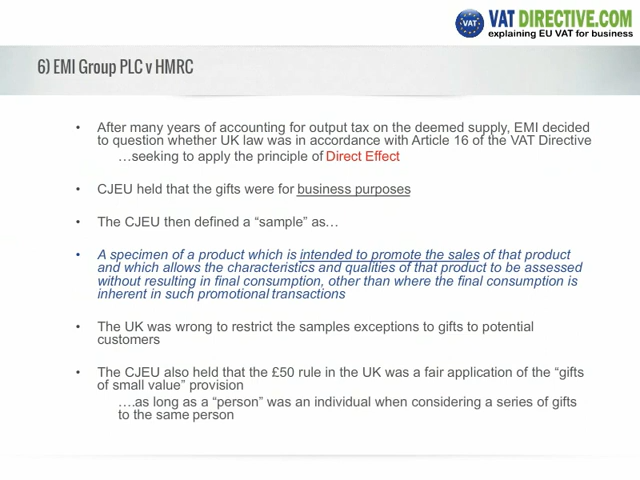 VAT
VAT DIRECTIVE.COM
explaining EU VAT for business
6) EMI Group PLC v HMRC
• After many years of accounting for output tax on the deemed supply, EMI decided
to question whether UK law was in accordance with Article 16 of the VAT Directive
…seeking to apply the principle of Direct Effect
• CJEU held that the gifts were for business purposes
• The CJEU then defined a “sample” as…
• A specimen of a product which is intended to promote the sales of that product
and which allows the characteristics and qualities of that product to be assessed
without resulting in final consumption, other than where the final consumption is
inherent in such promotional transactions
• The UK was wrong to restrict the samples exceptions to gifts to potential
customers
• The CJEU also held that the £50 rule in the UK was a fair application of the “gifts
of small value” provision
….as long as a “person” was an individual when considering a series of gifts
to the same person